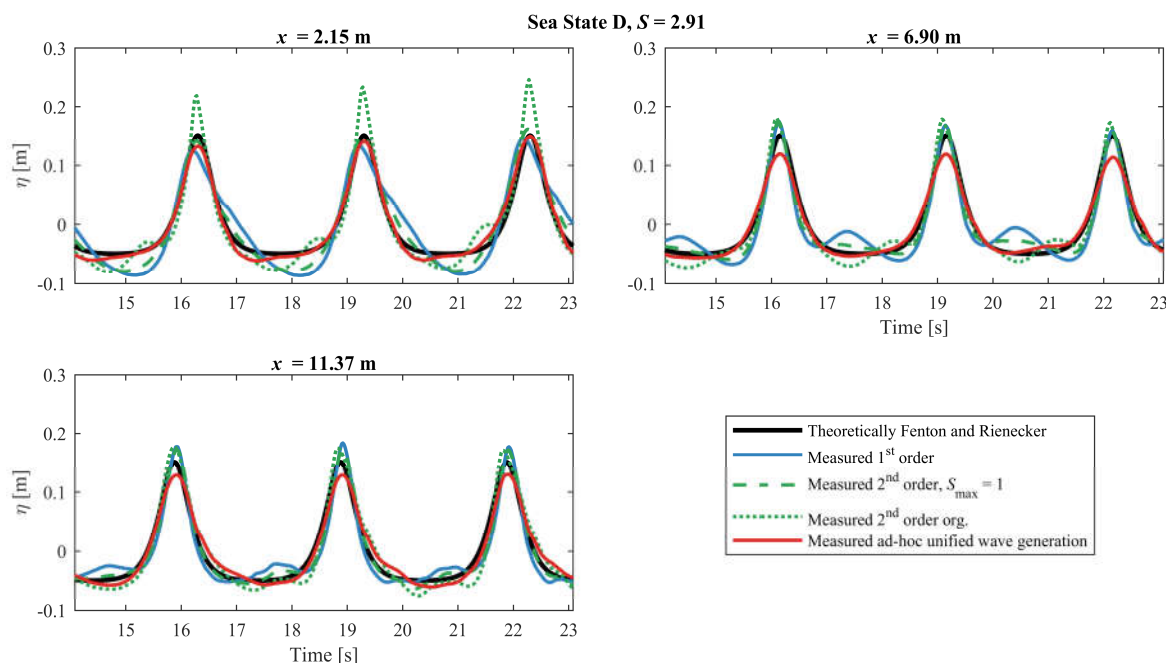 Sea State D, S = 2.91
x = 2.15 m
x = 6.90 m
0.3
0.2
0.1
0
-0.1
η [m]
15 16 17 18 19 20 21 22 23
0.3
0.2
0.1
0
-0.1
η [m]
15 16 17 18 19 20 21 22 23
Time [s]
x = 11.37 m
0.3
0.2
0.1
0
-0.1
η [m]
15 16 17 18 19 20 21 22 23
Time [s]
Theoretically Fenton and Rienecker
Measured 1st order
Measured 2nd order, Smax = 1
Measured 2nd order org.
Measured ad-hoc unified wave generation